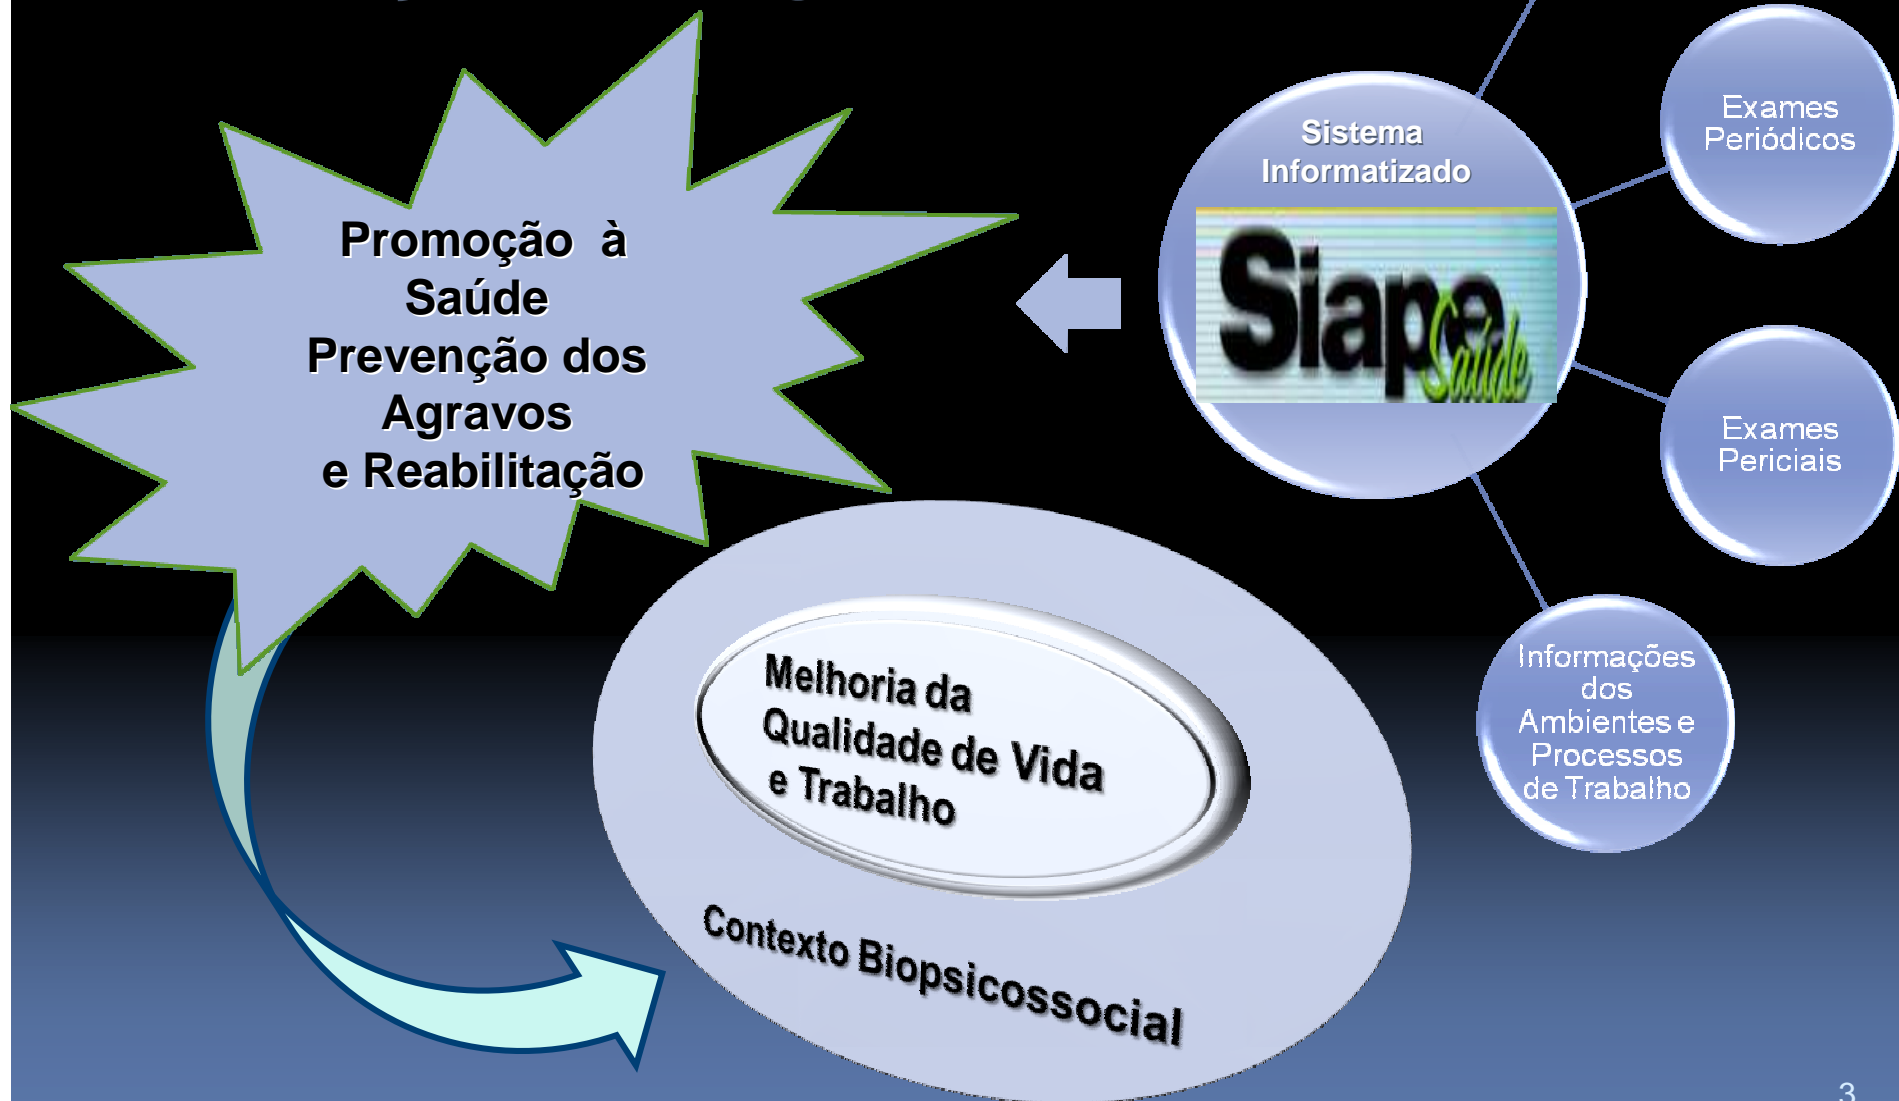 Promoção à
Saúde
Prevenção dos
Agravos
e Reabilitação
Sistema
Informatizado
Siape
Saúde
Exames
Periódicos
Exames
Periciais
Informações
dos
Ambientes e
Processos
de Trabalho
Melhoria da
Qualidade de Vida
e Trabalho
Contexto Biopsicossocial
3